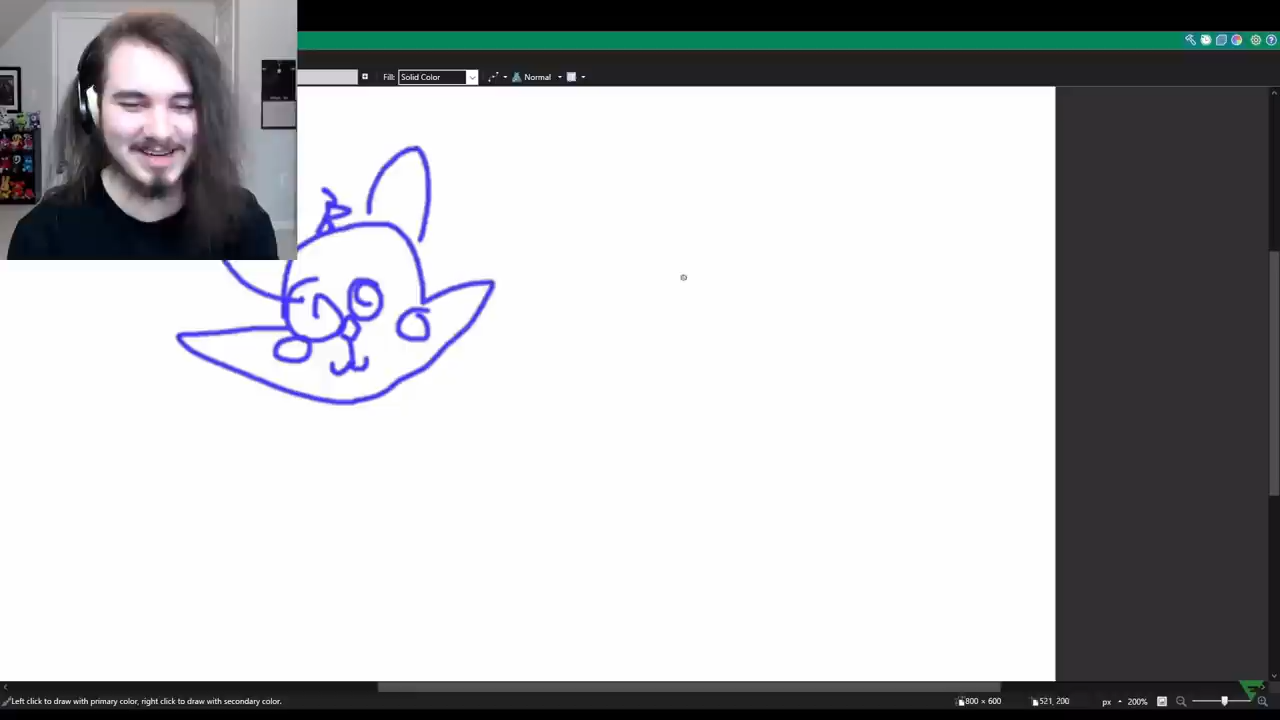 Fill: Solid Color Normal
Left click to draw with primary color, right click to draw with secondary color. 800 × 600 521, 200 px 200%